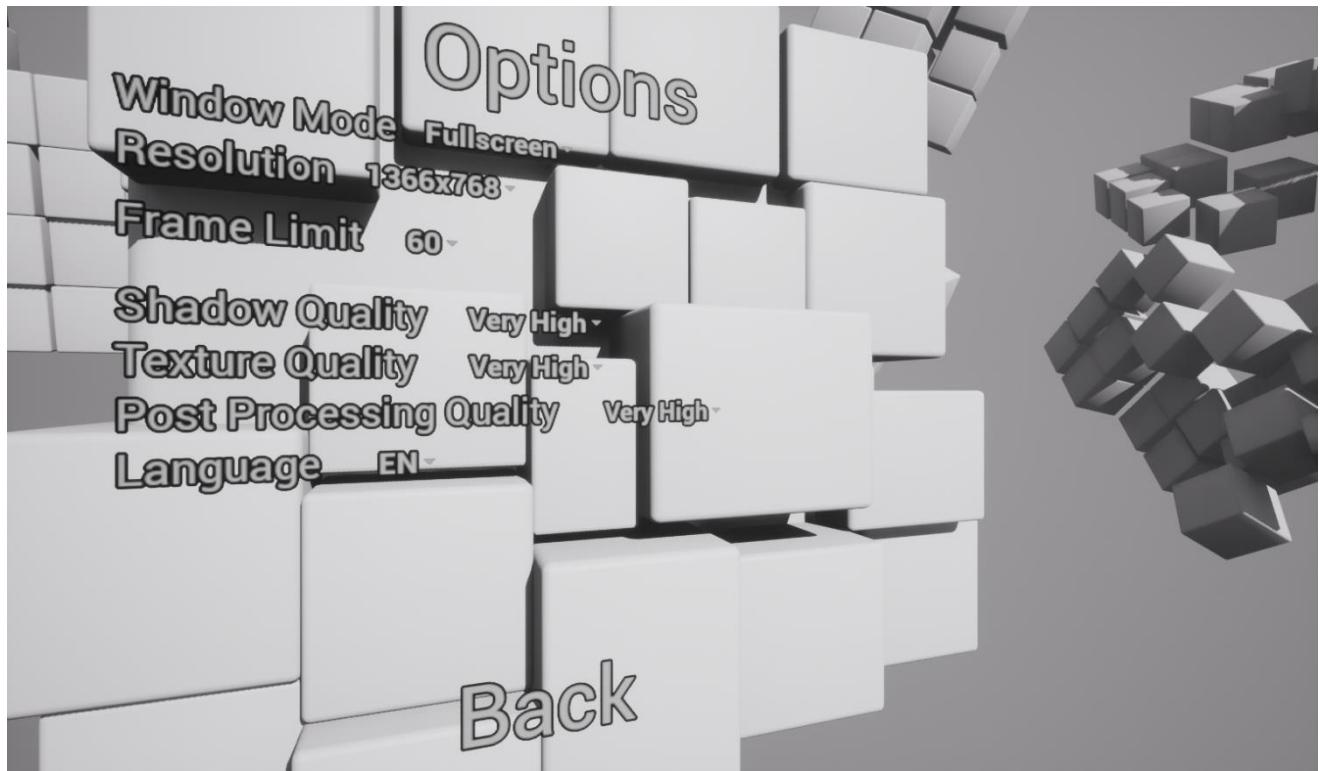 Options
Window Mode Fullscreen
Resolution 1366x768
Frame Limit 60
Shadow Quality Very High
Texture Quality Very High
Post Processing Quality Very High
Language EN
Back